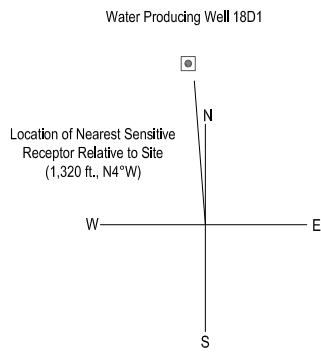 Water Producing Well 18D1
N
Location of Nearest Sensitive
Receptor Relative to Site
(1,320 ft., N4°W)
W
E
S